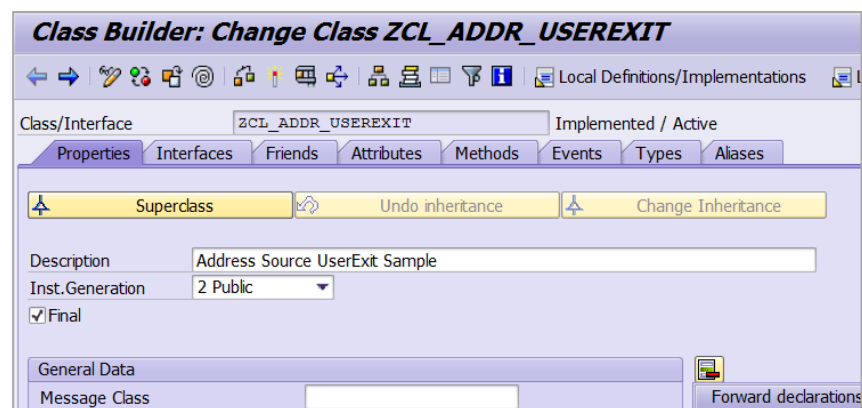 Class Builder: Change Class ZCL_ADDR_USEREXIT
Local Definitions/Implementations
Class/Interface ZCL_ADDR_USEREXIT Implemented / Active
Properties Interfaces Friends Attributes Methods Events Types Aliases
Superclass Undo inheritance Change Inheritance
Description Address Source UserExit Sample
Inst.Generation 2 Public
Final
General Data
Message Class Forward declarations